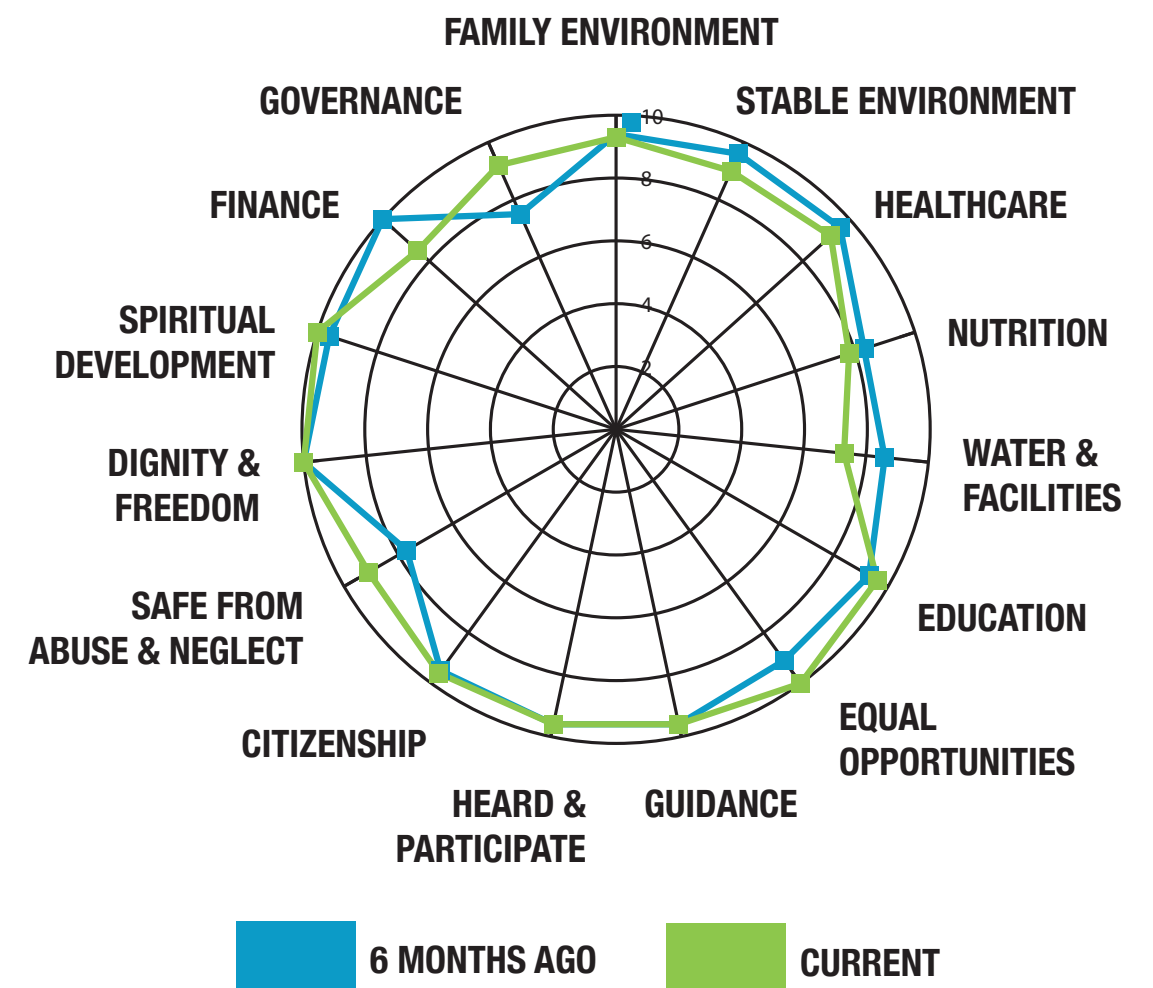 FAMILY ENVIRONMENT
GOVERNANCE
STABLE ENVIRONMENT
10
8
6
4
2
FINANCE
HEALTHCARE
SPIRITUAL
DEVELOPMENT
NUTRITION
DIGNITY &
FREEDOM
WATER &
FACILITIES
SAFE FROM
ABUSE & NEGLECT
EDUCATION
CITIZENSHIP
EQUAL
OPPORTUNITIES
HEARD &
PARTICIPATE
GUIDANCE
6 MONTHS AGO
CURRENT